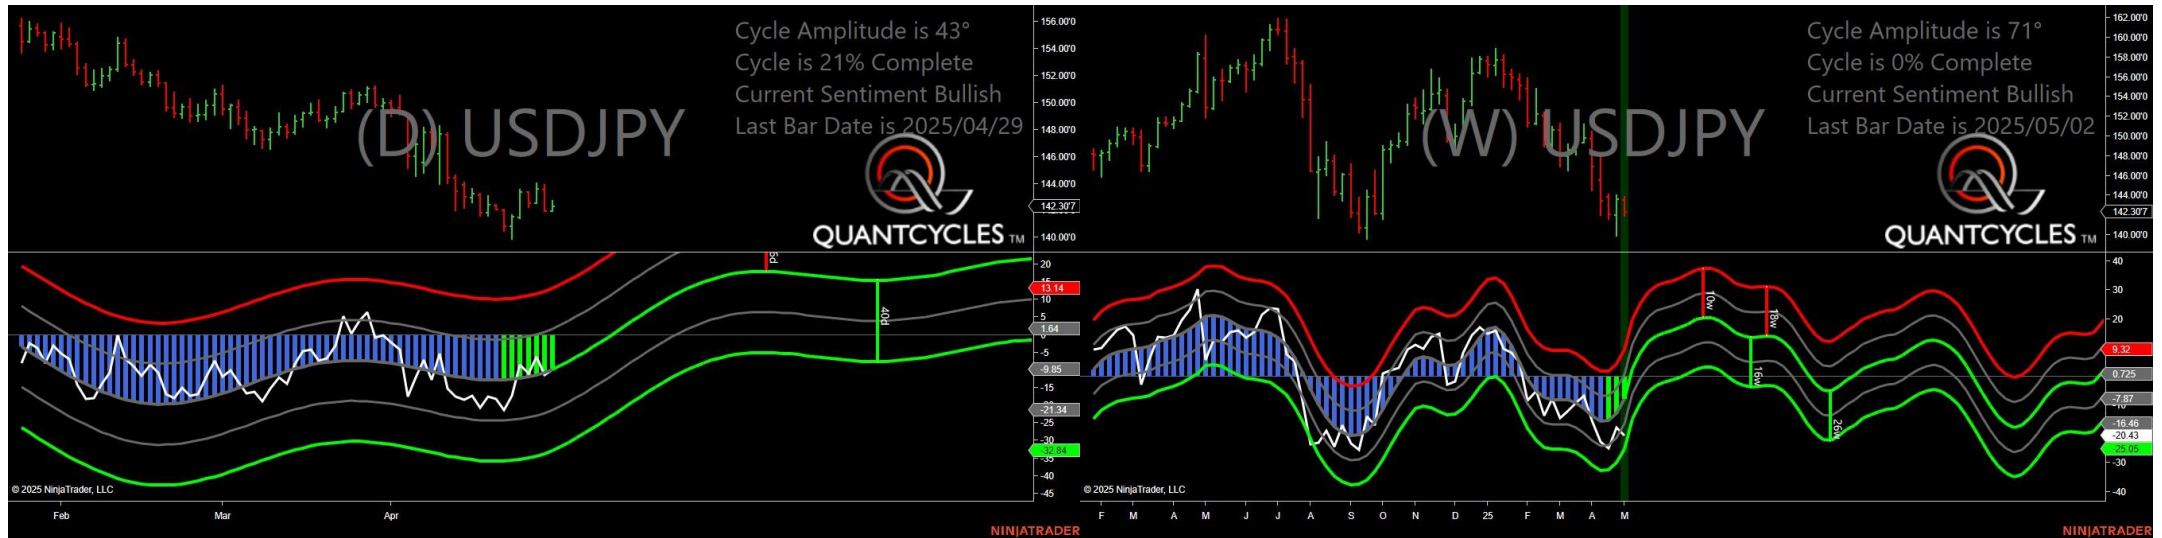 Cycle Amplitude is 43°
Cycle is 21% Complete
Current Sentiment Bullish
Last Bar Date is 2025/04/29
(D) USDJPY
QUANTCYCLES TM
156.00'0
154.00'0
152.00'0
150.00'0
148.00'0
146.00'0
144.00'0
142.30'7
140.00'0
40d
20
13.14
10
5
1.64
0
-5
-9.85
-15
-21.34
-25
-30
-32.84
-35
-40
-45
© 2025 NinjaTrader, LLC
Feb
Mar
Apr
NINJATRADER
Cycle Amplitude is 71°
Cycle is 0% Complete
Current Sentiment Bullish
Last Bar Date is 2025/05/02
(W) USDJPY
QUANTCYCLES TM
162.00'0
160.00'0
158.00'0
156.00'0
154.00'0
152.00'0
150.00'0
148.00'0
146.00'0
144.00'0
142.30'7
140.00'0
10w
18w
16w
26w
40
30
20
9.32
0.725
-7.87
-16.46
-20.43
-25.05
-30
-40
© 2025 NinjaTrader, LLC
F
M
A
M
J
J
A
S
O
N
D
25
F
M
A
M
NINJATRADER